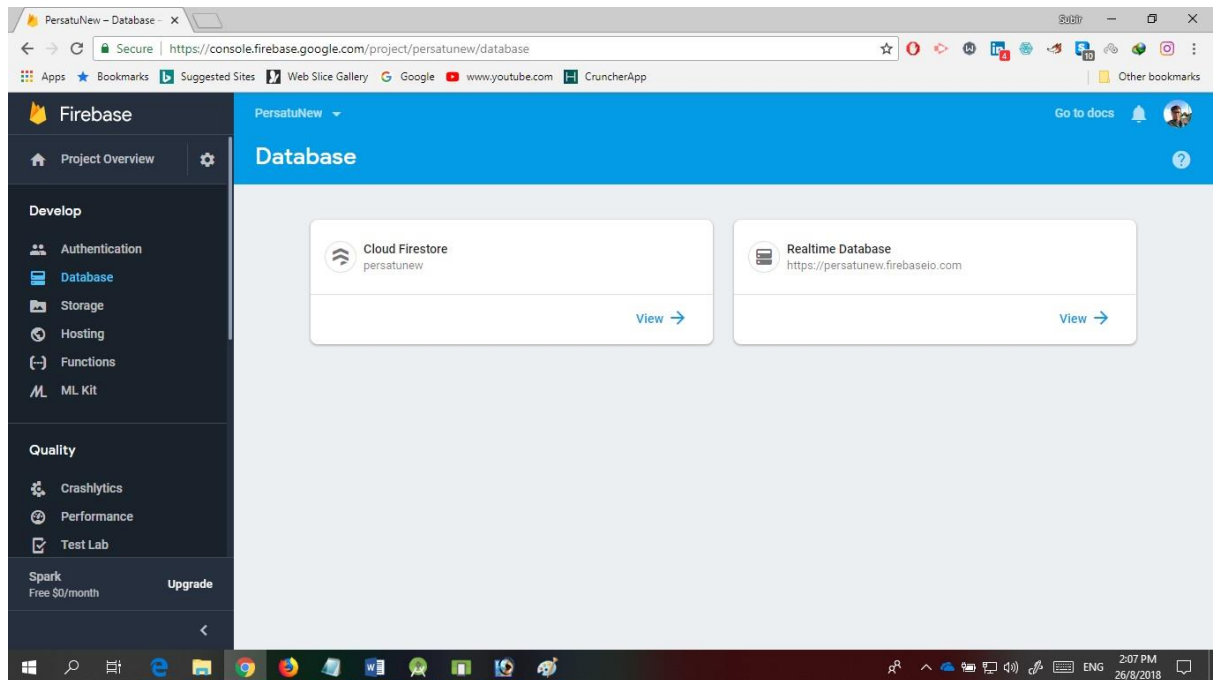 PersatuNew – Database –
Subir
Secure | https://console.firebase.google.com/project/persatunew/database
4
10
Apps Bookmarks Suggested Sites Web Slice Gallery Google www.youtube.com CruncherApp Other bookmarks
Firebase
PersatuNew
Go to docs
Project Overview
Database
Develop
Authentication
Database
Storage
Hosting
Functions
ML Kit
Cloud Firestore
persatunew
View →
Realtime Database
https://persatunew.firebaseio.com
View →
Quality
Crashlytics
Performance
Test Lab
Spark
Free $0/month
Upgrade
ENG
2:07 PM
26/8/2018